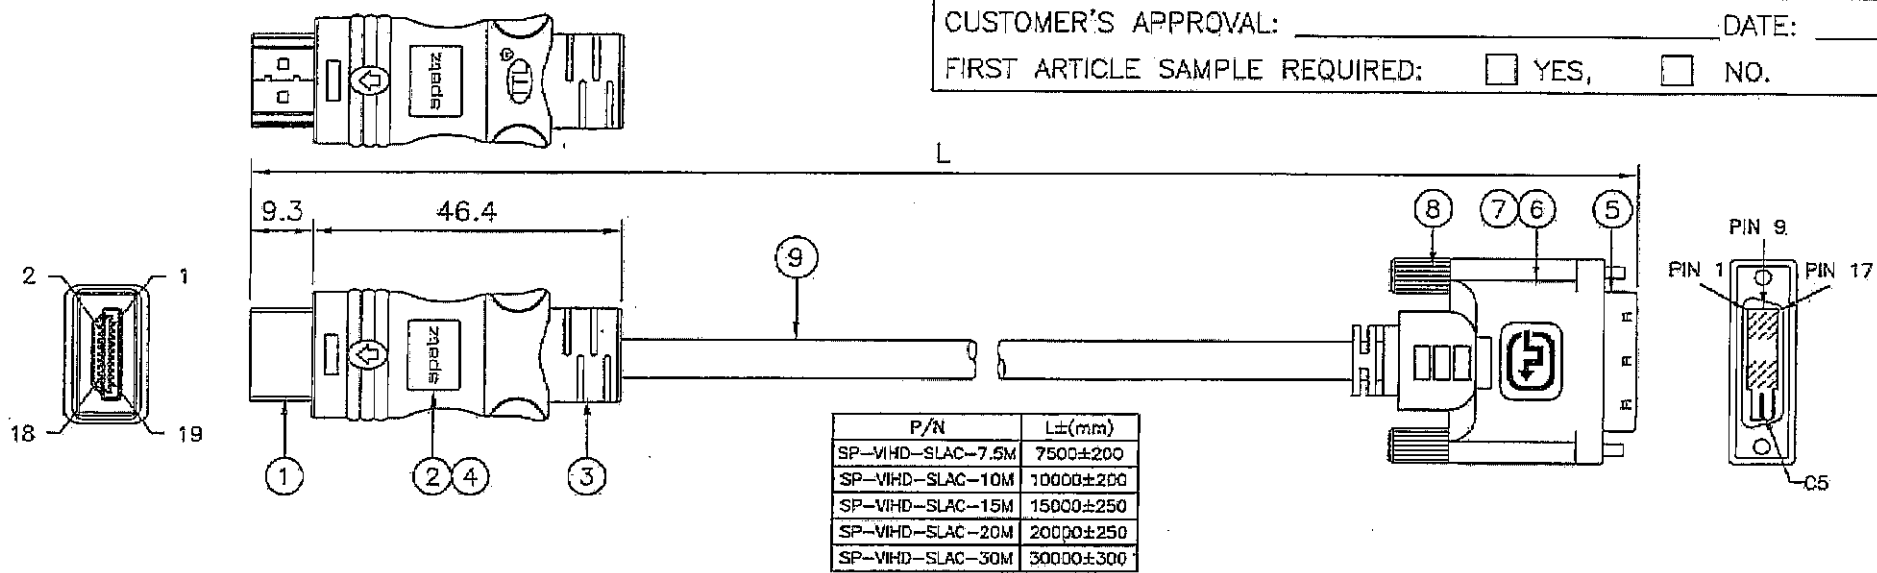 CUSTOMER'S APPROVAL: DATE:
FIRST ARTICLE SAMPLE REQUIRED: YES, NO.
spaez
L
9.3 46.4
8 7 6 5
PIN 9
PIN 1 PIN 17
2 1
9
spaez
18 19
1 2 4 3
C5
P/N L±(mm)
SP-VIHD-SLAC-7.5M 7500±200
SP-VIHD-SLAC-10M 10000±200
SP-VIHD-SLAC-15M 15000±250
SP-VIHD-SLAC-20M 20000±250
SP-VIHD-SLAC-30M 30000±300